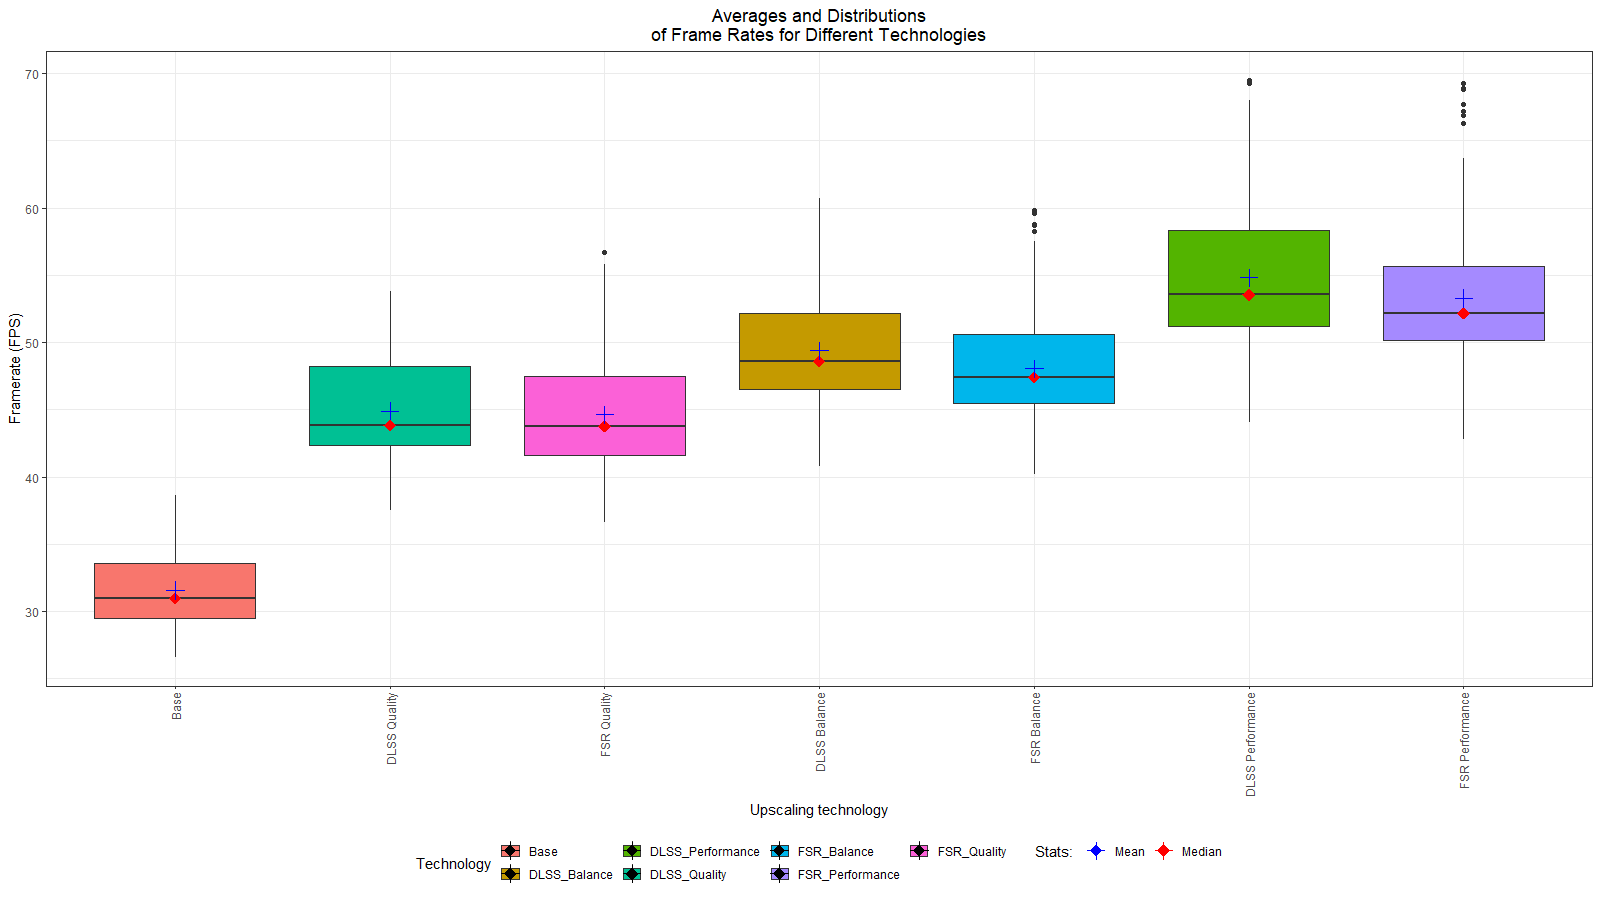 Averages and Distributions
of Frame Rates for Different Technologies
Framerate (FPS)
70
60
50
40
30
Base
DLSS Quality
FSR Quality
DLSS Balance
FSR Balance
DLSS Performance
FSR Performance
Upscaling technology
Technology
Base
DLSS_Performance
FSR_Balance
FSR_Quality
DLSS_Balance
DLSS_Quality
FSR_Performance
Stats:
Mean
Median